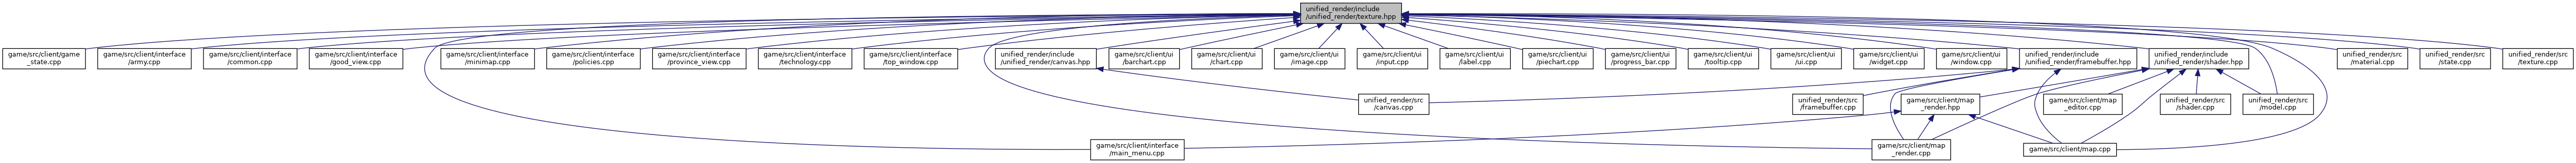 unified_render/include
/unified_render/texture.hpp
game/src/client/game
_state.cpp
game/src/client/interface
/army.cpp
game/src/client/interface
/common.cpp
game/src/client/interface
/good_view.cpp
game/src/client/interface
/minimap.cpp
game/src/client/interface
/policies.cpp
game/src/client/interface
/province_view.cpp
game/src/client/interface
/technology.cpp
game/src/client/interface
/top_window.cpp
unified_render/include
/unified_render/canvas.hpp
game/src/client/ui
/barchart.cpp
game/src/client/ui
/chart.cpp
game/src/client/ui
/image.cpp
game/src/client/ui
/input.cpp
game/src/client/ui
/label.cpp
game/src/client/ui
/piechart.cpp
game/src/client/ui
/progress_bar.cpp
game/src/client/ui
/tooltip.cpp
game/src/client/ui
/ui.cpp
game/src/client/ui
/widget.cpp
game/src/client/ui
/window.cpp
unified_render/include
/unified_render/framebuffer.hpp
unified_render/include
/unified_render/shader.hpp
unified_render/src
/material.cpp
unified_render/src
/state.cpp
unified_render/src
/texture.cpp
unified_render/src
/canvas.cpp
unified_render/src
/framebuffer.cpp
game/src/client/map
_render.hpp
game/src/client/map
_editor.cpp
unified_render/src
/shader.cpp
unified_render/src
/model.cpp
game/src/client/interface
/main_menu.cpp
game/src/client/map
_render.cpp
game/src/client/map.cpp